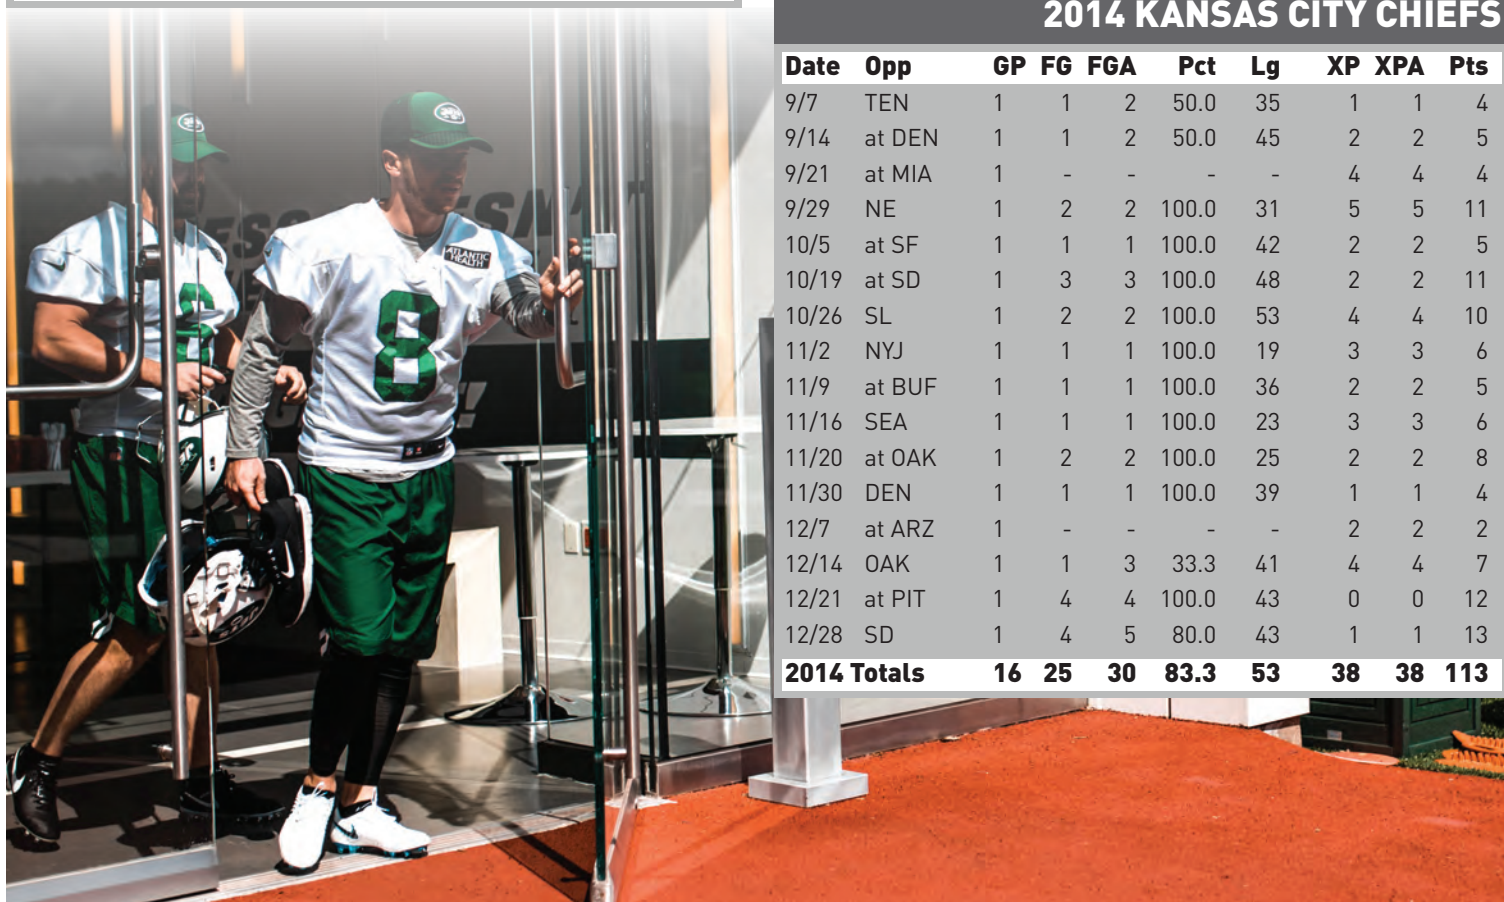 2014 KANSAS CITY CHIEFS
Date Opp GP FG FGA Pct Lg XP XPA Pts
9/7 TEN 1 1 2 50.0 35 1 1 4
9/14 at DEN 1 1 2 50.0 45 2 2 5
9/21 at MIA 1 - - - - 4 4 4
9/29 NE 1 2 2 100.0 31 5 5 11
10/5 at SF 1 1 1 100.0 42 2 2 5
10/19 at SD 1 3 3 100.0 48 2 2 11
10/26 SL 1 2 2 100.0 53 4 4 10
11/2 NYJ 1 1 1 100.0 19 3 3 6
11/9 at BUF 1 1 1 100.0 36 2 2 5
11/16 SEA 1 1 1 100.0 23 3 3 6
11/20 at OAK 1 2 2 100.0 25 2 2 8
11/30 DEN 1 1 1 100.0 39 1 1 4
12/7 at ARZ 1 - - - - 2 2 2
12/14 OAK 1 1 3 33.3 41 4 4 7
12/21 at PIT 1 4 4 100.0 43 0 0 12
12/28 SD 1 4 5 80.0 43 1 1 13
2014 Totals 16 25 30 83.3 53 38 38 113
ATLANTIC
HEALTH
8